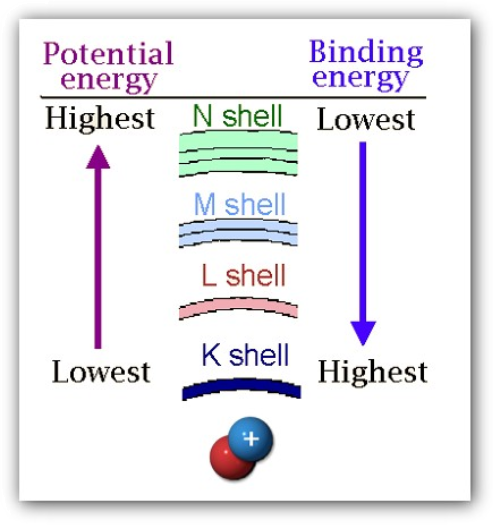 Potential
energy
Binding
energy
Highest
N shell
Lowest
M shell
L shell
K shell
Lowest
Highest
+